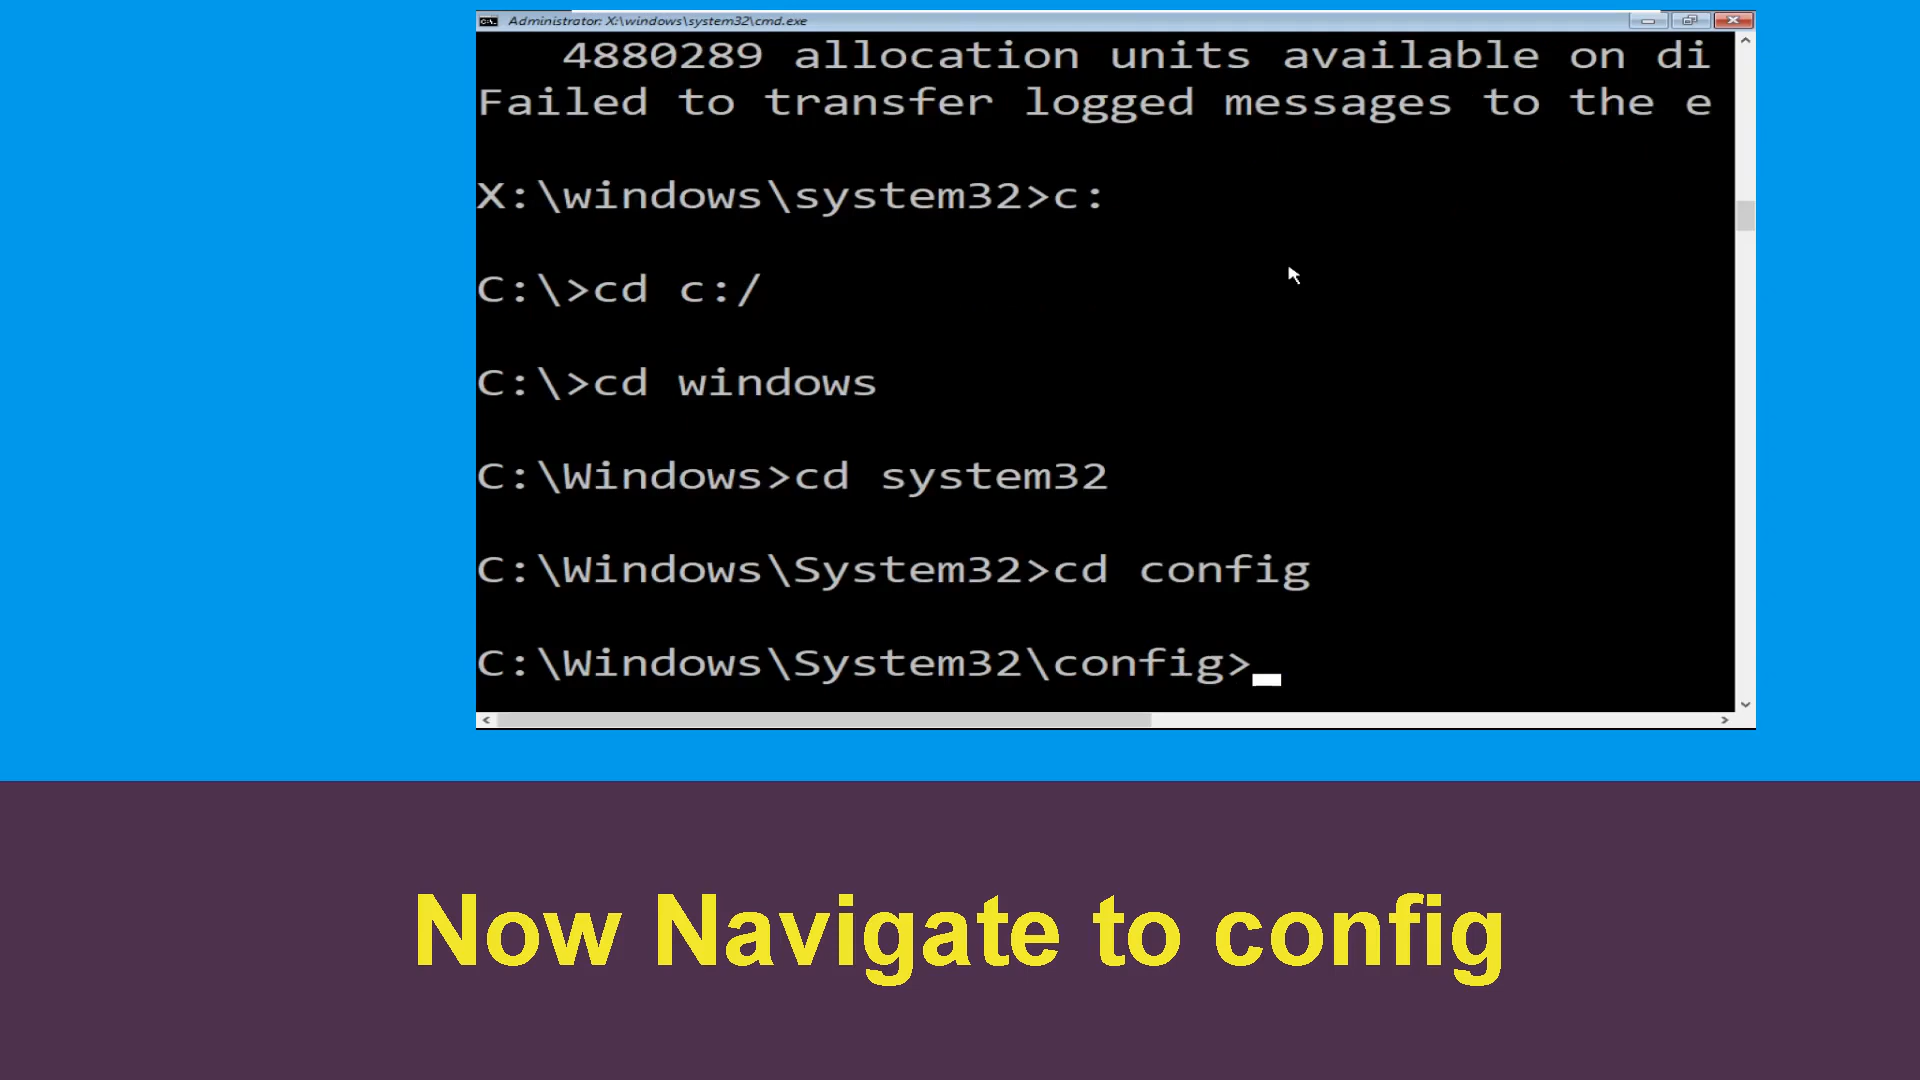 Administrator: X:\windows\system32\cmd.exe
4880289 allocation units available on di
Failed to transfer logged messages to the e
X:\windows\system32>c:
C:\>cd c:/
C:\>cd windows
C:\Windows>cd system32
C:\Windows\System32>cd config
C:\Windows\System32\config>_
Now Navigate to config